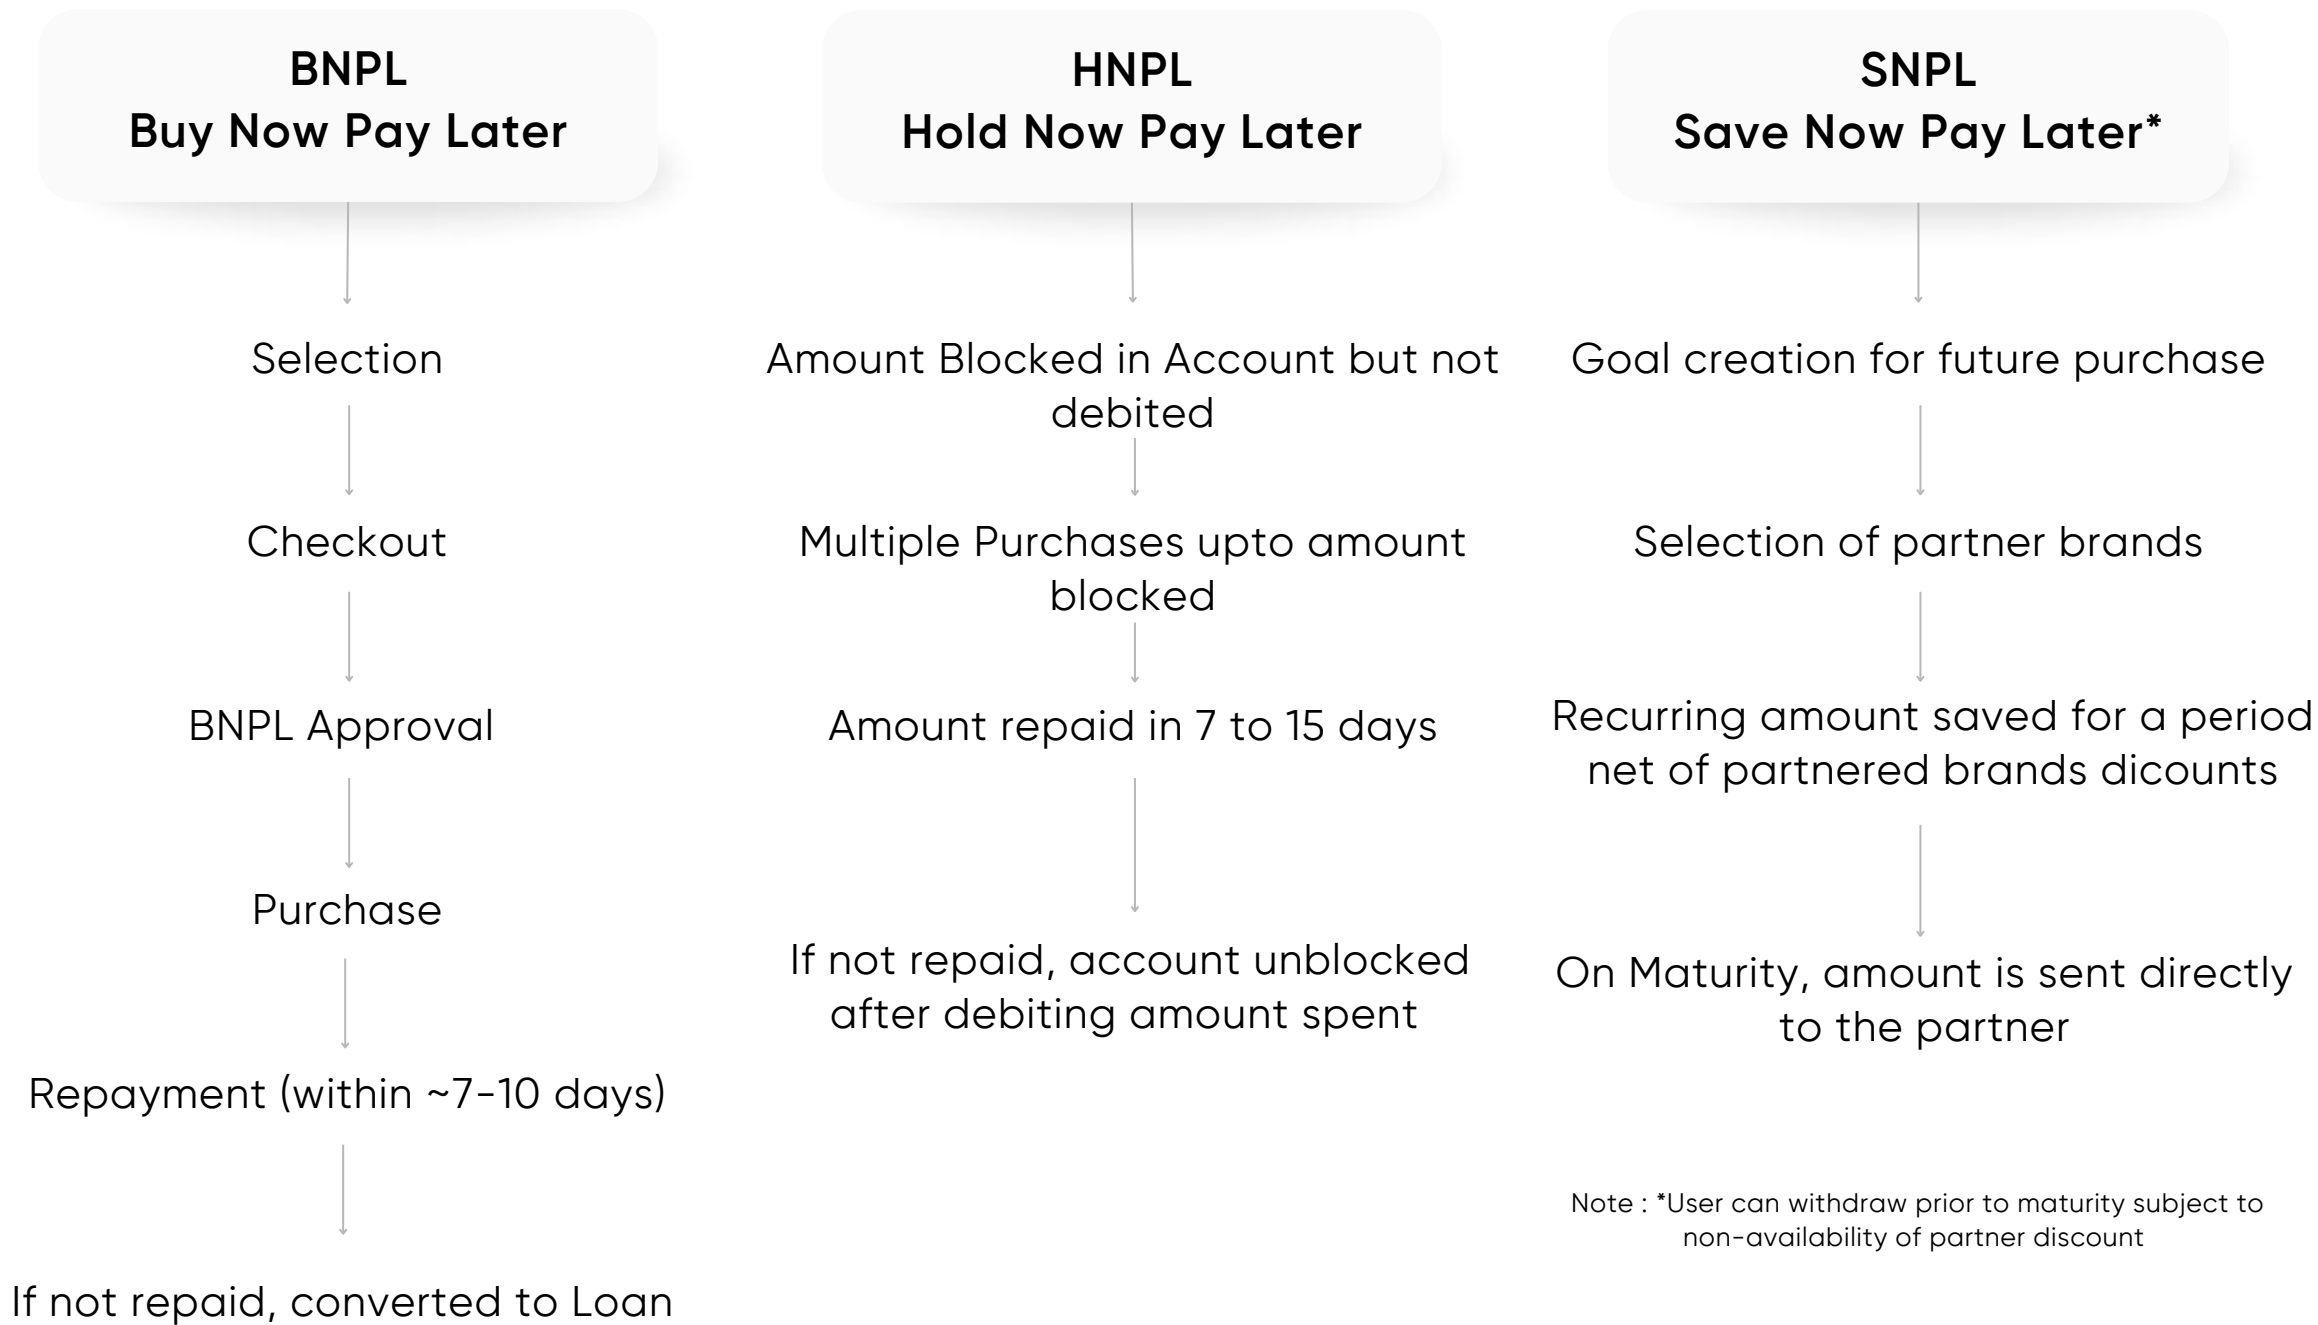 BNPL
Buy Now Pay Later
Selection
Checkout
BNPL Approval
Purchase
Repayment (within ~7-10 days)
If not repaid, converted to Loan
HNPL
Hold Now Pay Later
Amount Blocked in Account but not
debited
Multiple Purchases upto amount
blocked
Amount repaid in 7 to 15 days
If not repaid, account unblocked
after debiting amount spent
SNPL
Save Now Pay Later*
Goal creation for future purchase
Selection of partner brands
Recurring amount saved for a period
net of partnered brands dicounts
On Maturity, amount is sent directly
to the partner
Note : *User can withdraw prior to maturity subject to
non-availability of partner discount